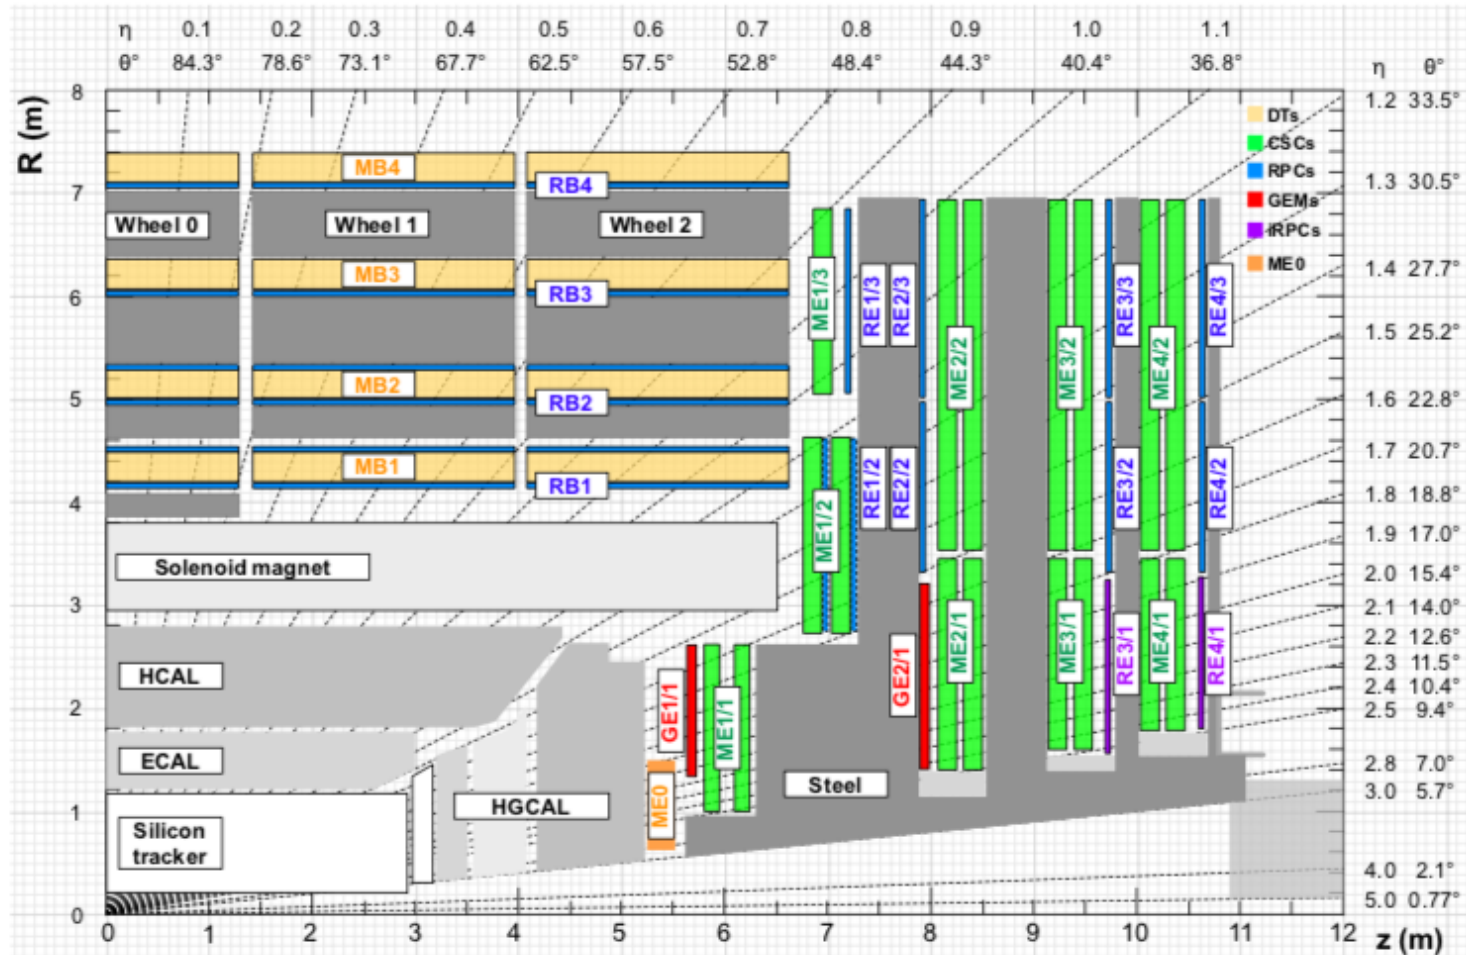 η 0.1 0.2 0.3 0.4 0.5 0.6 0.7 0.8 0.9 1.0 1.1
θ° 84.3° 78.6° 73.1° 67.7° 62.5° 57.5° 52.8° 48.4° 44.3° 40.4° 36.8° η θ°
R (m)
8
7
6
5
4
3
2
1
0
1.2 33.5°
1.3 30.5°
1.4 27.7°
1.5 25.2°
1.6 22.8°
1.7 20.7°
1.8 18.8°
1.9 17.0°
2.0 15.4°
2.1 14.0°
2.2 12.6°
2.3 11.5°
2.4 10.4°
2.5 9.4°
2.8 7.0°
3.0 5.7°
4.0 2.1°
5.0 0.77°
DTs
CSCs
RPCs
GEMs
iRPCs
ME0
MB4
RB4
Wheel 0 Wheel 1 Wheel 2
MB3
RB3
MB2
RB2
MB1
RB1
ME1/3
RE1/3
RE2/3
ME2/2
ME3/2
RE3/3
ME4/2
RE4/3
ME1/2
RE1/2
RE2/2
RE3/2
RE4/2
Solenoid magnet
HCAL
ECAL
Silicon
tracker
HGCAL
ME0
GE1/1
ME1/1
Steel
GE2/1
ME2/1
ME3/1
RE3/1
ME4/1
RE4/1
0 1 2 3 4 5 6 7 8 9 10 11 12
z (m)